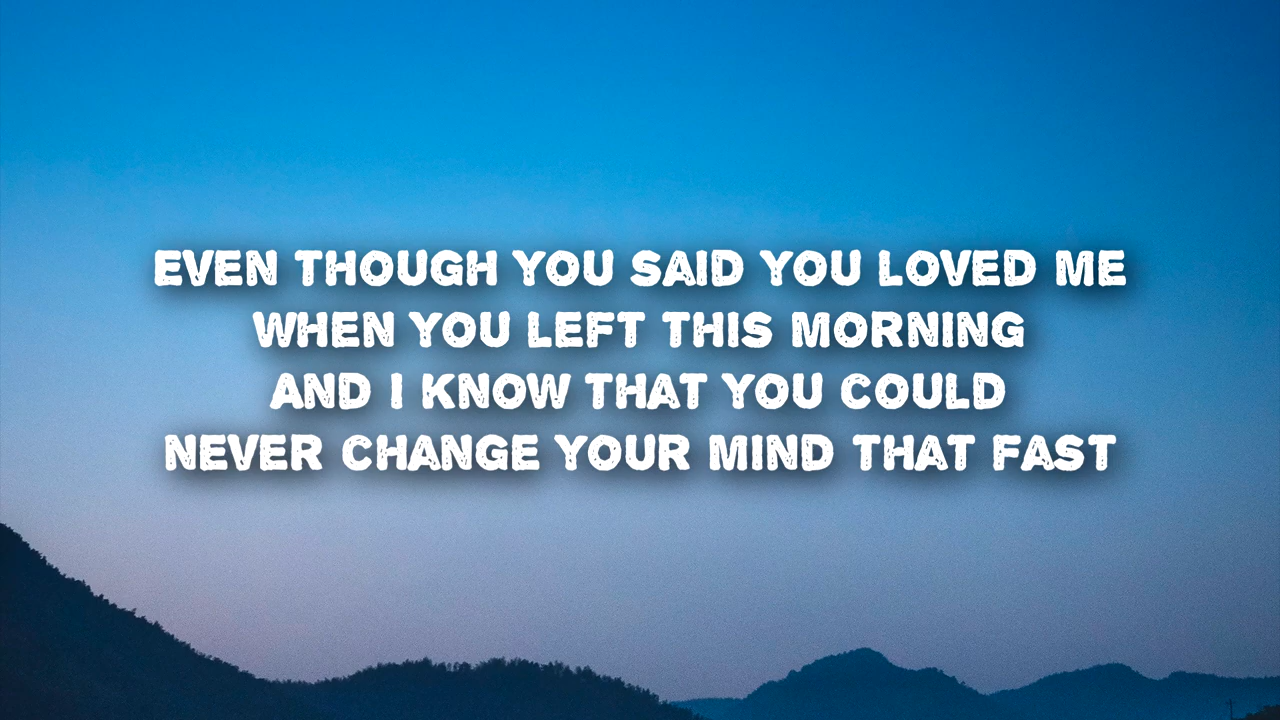 EVEN THOUGH YOU SAID YOU LOVED ME
WHEN YOU LEFT THIS MORNING
AND I KNOW THAT YOU COULD
NEVER CHANGE YOUR MIND THAT FAST